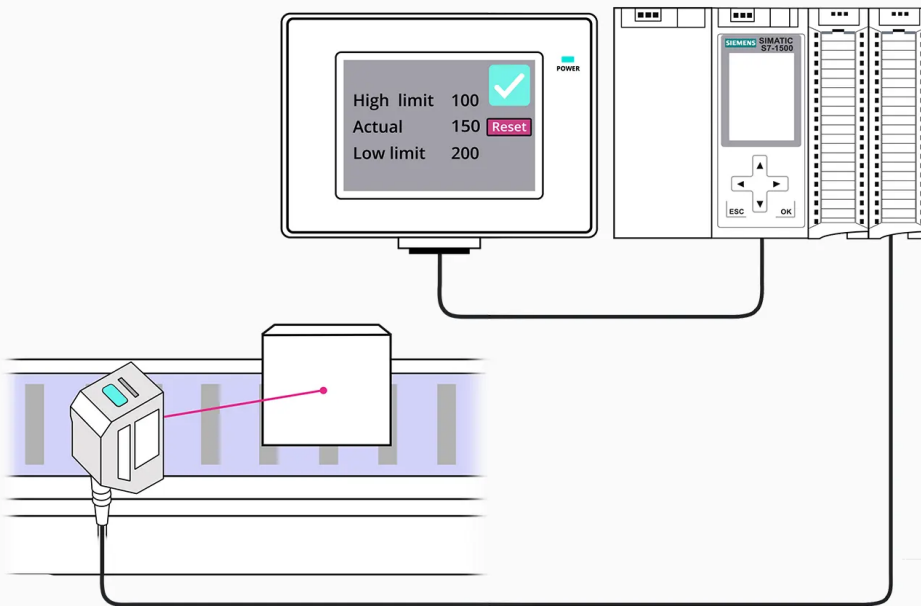 High limit 100
Actual 150 Reset
Low limit 200
POWER
SIEMENS SIMATIC
S7-1500
ESC OK